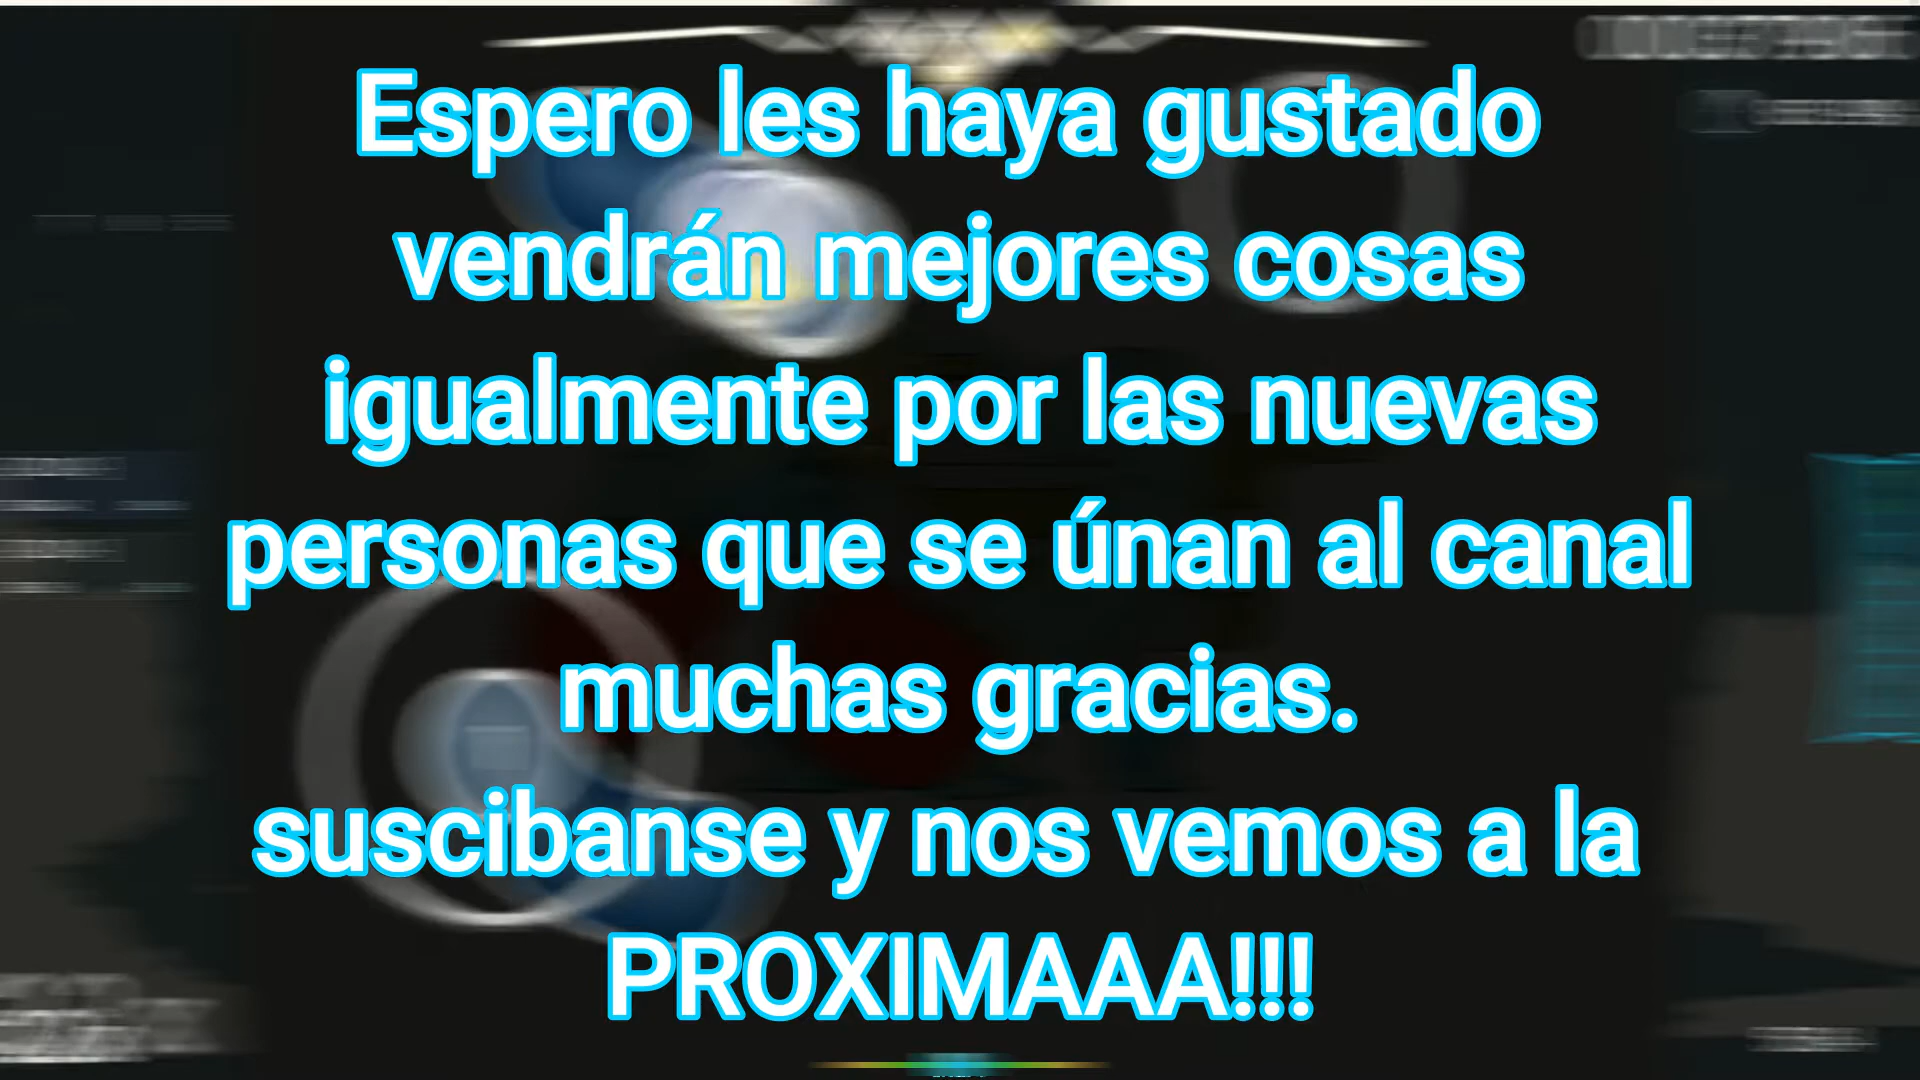 Espero les haya gustado
vendrán mejores cosas
igualmente por las nuevas
personas que se únan al canal
muchas gracias.
suscibanse y nos vemos a la
PROXIMAAA!!!